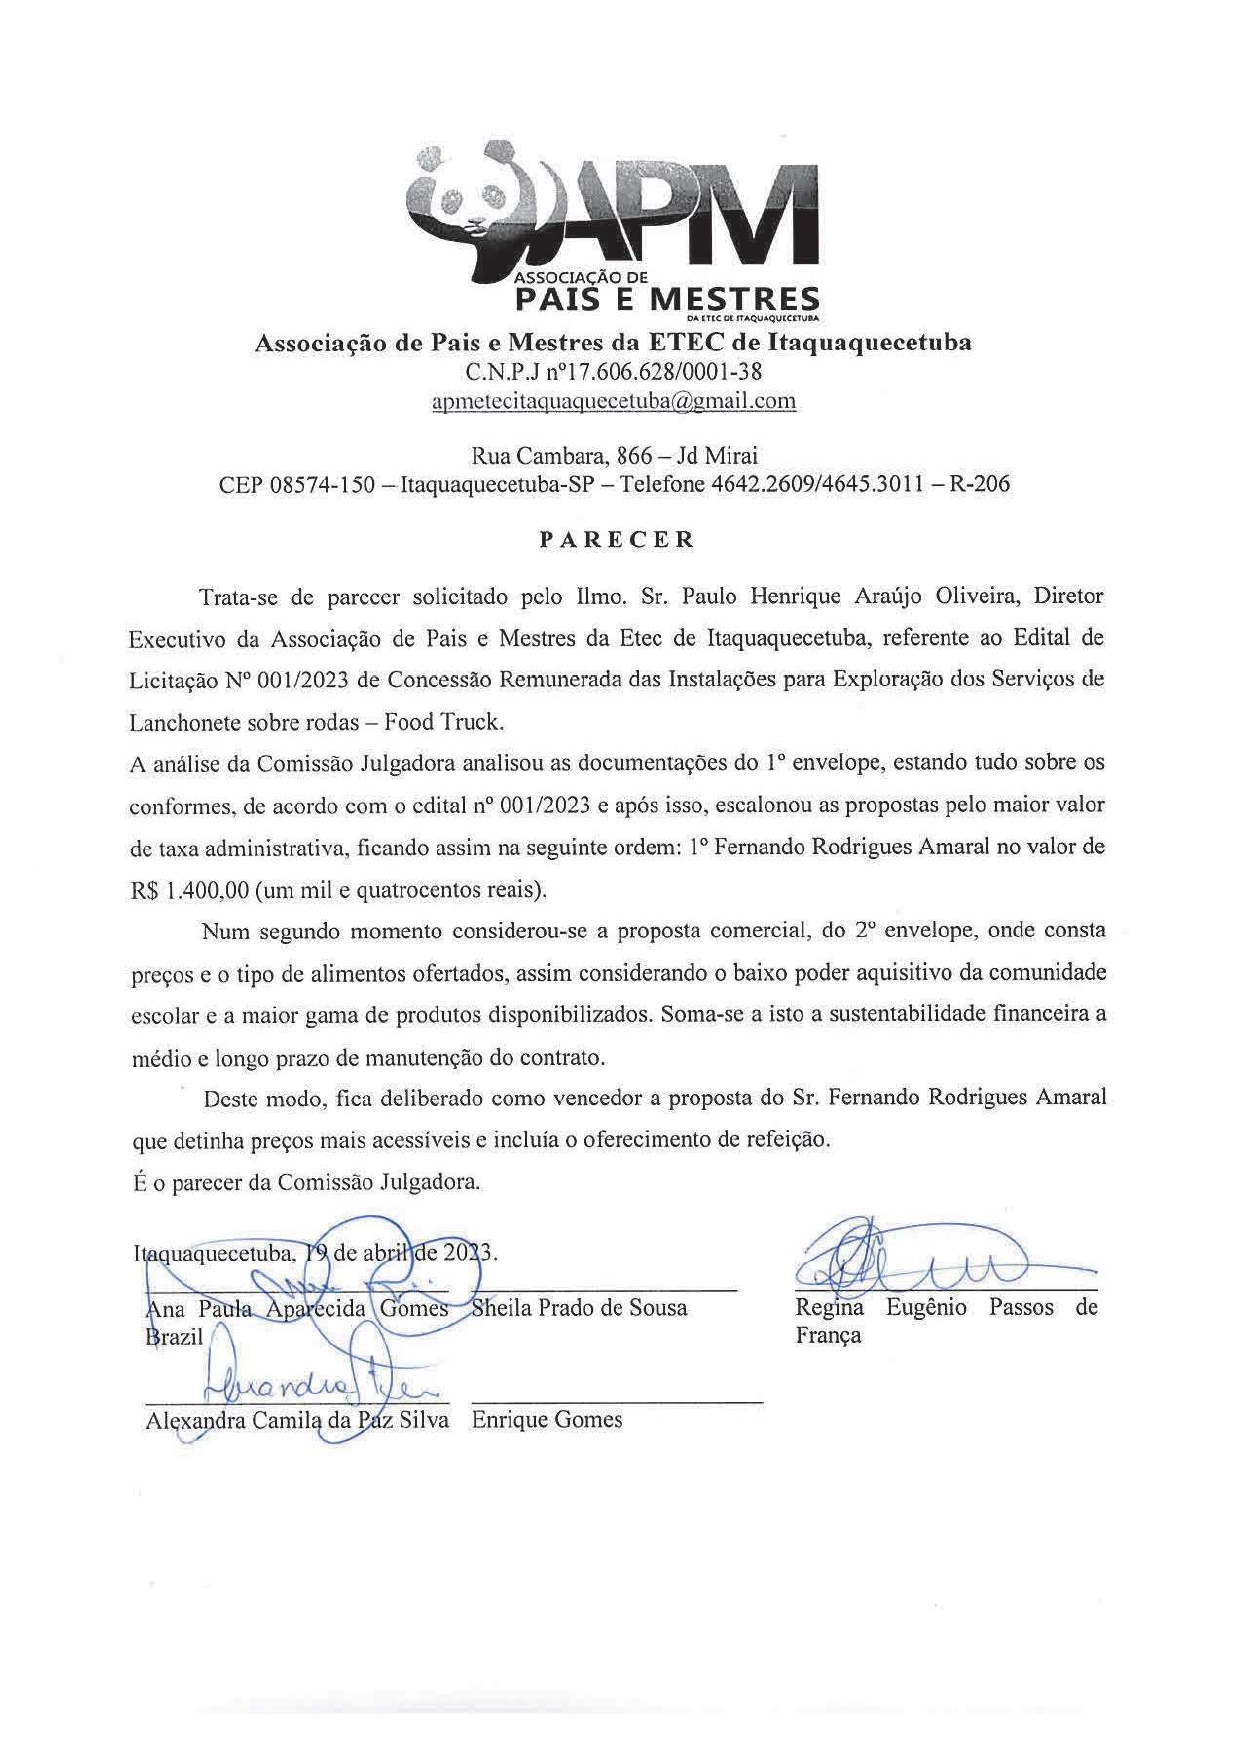 APM
ASSOCIAÇÃO DE
PAIS E MESTRES
DA ETEC DE ITAQUAQUECETUBA
Associação de Pais e Mestres da ETEC de Itaquaquecetuba
C.N.P.J nº17.606.628/0001-38
apmetecitaquaquecetuba@gmail.com
Rua Cambara, 866 – Jd Mirai
CEP 08574-150 – Itaquaquecetuba-SP – Telefone 4642.2609/4645.3011 – R-206
P A R E C E R
Trata-se de parecer solicitado pelo Ilmo. Sr. Paulo Henrique Araújo Oliveira, Diretor
Executivo da Associação de Pais e Mestres da Etec de Itaquaquecetuba, referente ao Edital de
Licitação Nº 001/2023 de Concessão Remunerada das Instalações para Exploração dos Serviços de
Lanchonete sobre rodas – Food Truck.
A análise da Comissão Julgadora analisou as documentações do 1º envelope, estando tudo sobre os
conformes, de acordo com o edital nº 001/2023 e após isso, escalonou as propostas pelo maior valor
de taxa administrativa, ficando assim na seguinte ordem: 1º Fernando Rodrigues Amaral no valor de
R$ 1.400,00 (um mil e quatrocentos reais).
Num segundo momento considerou-se a proposta comercial, do 2º envelope, onde consta
preços e o tipo de alimentos ofertados, assim considerando o baixo poder aquisitivo da comunidade
escolar e a maior gama de produtos disponibilizados. Soma-se a isto a sustentabilidade financeira a
médio e longo prazo de manutenção do contrato.
Deste modo, fica deliberado como vencedor a proposta do Sr. Fernando Rodrigues Amaral
que detinha preços mais acessíveis e incluía o oferecimento de refeição.
É o parecer da Comissão Julgadora.
Itaquaquecetuba, 19 de abril de 2023.
Ana Paula Aparecida Gomes Sheila Prado de Sousa Regina Eugênio Passos de
Brazil França
Alexandra
Alexandra Camila da Paz Silva Enrique Gomes